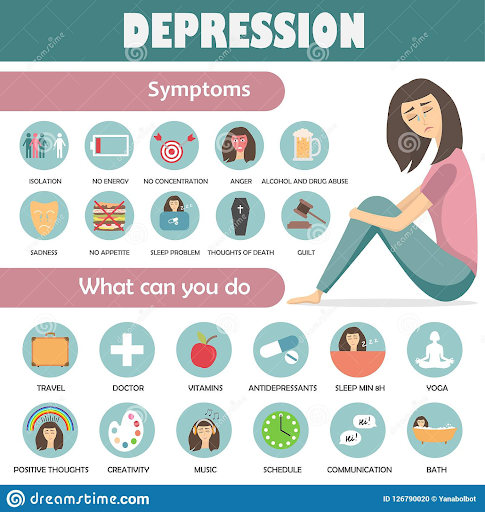 DEPRESSION
Symptoms
ISOLATION
NO ENERGY
NO CONCENTRATION
ANGER
ALCOHOL AND DRUG ABUSE
SADNESS
NO APPETITE
SLEEP PROBLEM
THOUGHTS OF DEATH
GUILT
What can you do
TRAVEL
DOCTOR
VITAMINS
ANTIDEPRESSANTS
z z z
SLEEP MIN 8H
YOGA
POSITIVE THOUGHTS
CREATIVITY
MUSIC
SCHEDULE
Hi!
Hi!
COMMUNICATION
BATH
dreamstime.com
ID 126790020 © Yanabolbot